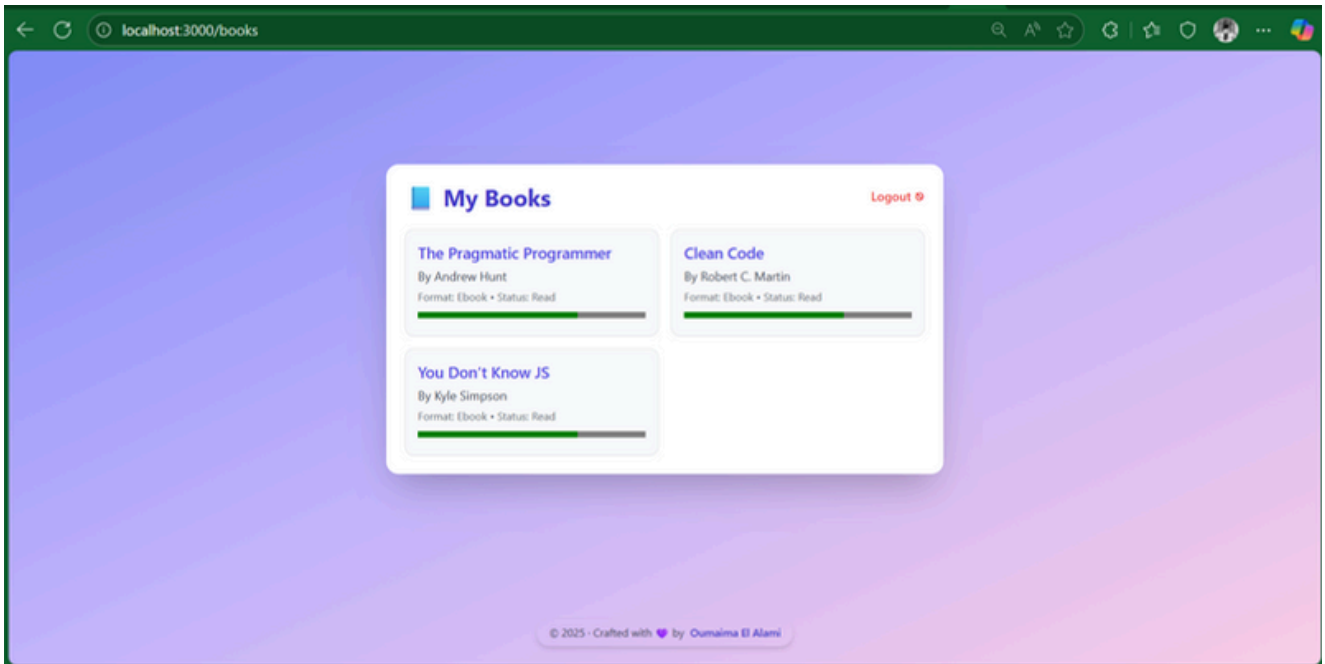 localhost:3000/books
My Books
Logout
The Pragmatic Programmer
By Andrew Hunt
Format: Ebook • Status: Read
Clean Code
By Robert C. Martin
Format: Ebook • Status: Read
You Don't Know JS
By Kyle Simpson
Format: Ebook • Status: Read
© 2025 · Crafted with 💜 by Oumaima El Alami